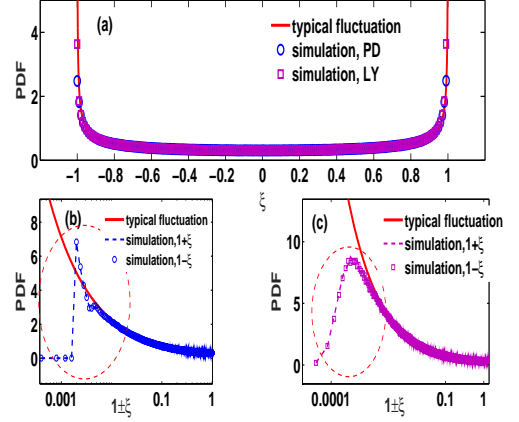 (a)
typical fluctuation
simulation, PD
simulation, LY
PDF
4
2
0
−1 −0.8 −0.6 −0.4 −0.2 0 0.2 0.4 0.6 0.8 1
ξ
(b)
typical fluctuation
simulation,1+ξ
simulation,1−ξ
PDF
8
6
4
2
0
0.001 0.1 1
1±ξ
(c)
typical fluctuation
simulation,1+ξ
simulation,1−ξ
PDF
10
5
0
0.0001 0.1 1
1±ξ